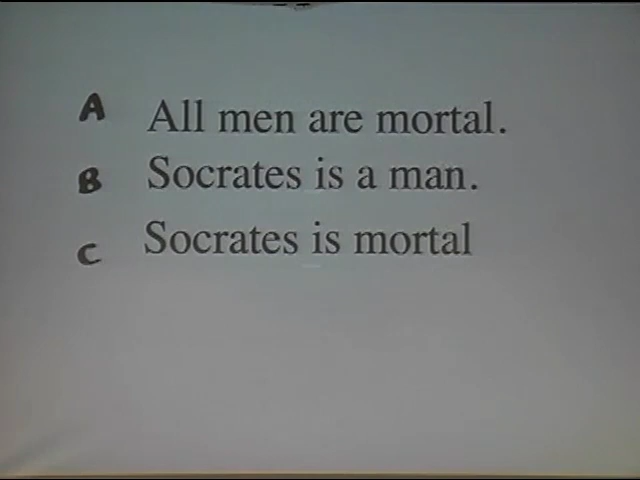 A All men are mortal.
B Socrates is a man.
C Socrates is mortal